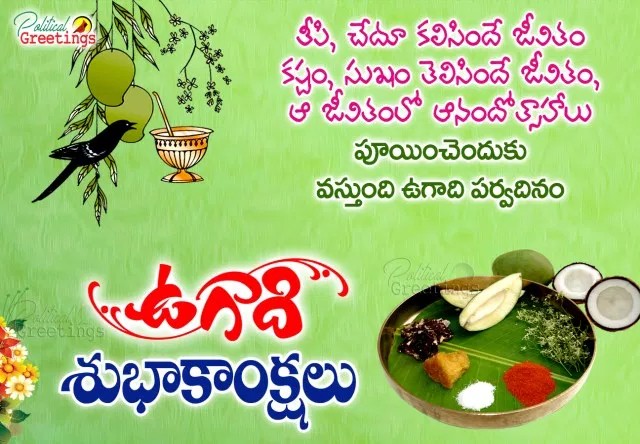 Political
Greetings
తీపి, చేదూ కలిసిందే జీవితం
కష్టం, సుఖం తెలిసిందే జీవితం,
ఆ జీవితంలో ఆనందోత్సాహాలు
పూయించెందుకు
వస్తుంది ఉగాది పర్వదినం
Political
Greetings
ఉగాది
Political
Greetings
శుభాకాంక్షలు